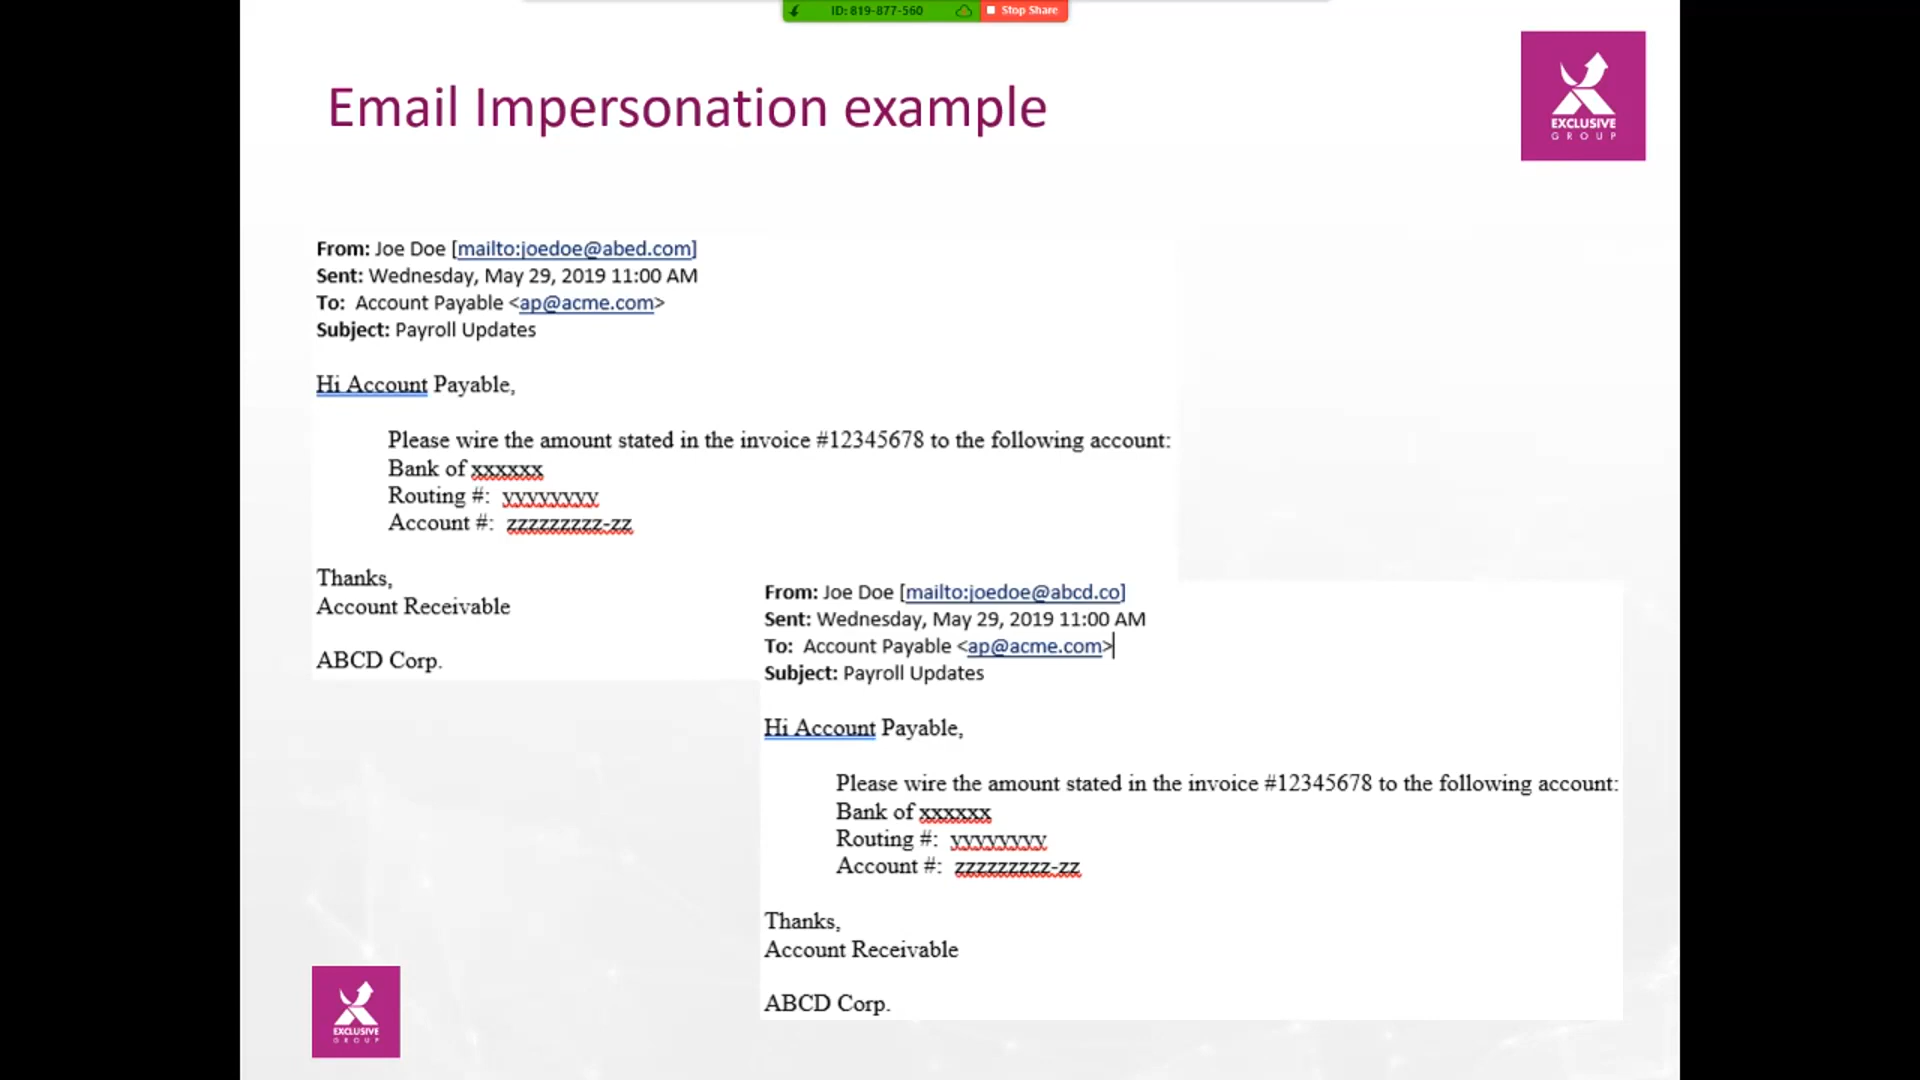 ID: 819-877-560
Stop Share
Email Impersonation example
EXCLUSIVE
GROUP
From: Joe Doe [mailto:joedoe@abed.com]
Sent: Wednesday, May 29, 2019 11:00 AM
To: Account Payable <ap@acme.com>
Subject: Payroll Updates
Hi Account Payable,
Please wire the amount stated in the invoice #12345678 to the following account:
Bank of xxxxxx
Routing #: yyyyyyyy
Account #: zzzzzzzzz-zz
Thanks,
Account Receivable
ABCD Corp.
From: Joe Doe [mailto:joedoe@abcd.co]
Sent: Wednesday, May 29, 2019 11:00 AM
To: Account Payable <ap@acme.com>
Subject: Payroll Updates
Hi Account Payable,
Please wire the amount stated in the invoice #12345678 to the following account:
Bank of xxxxxx
Routing #: yyyyyyyy
Account #: zzzzzzzzz-zz
Thanks,
Account Receivable
ABCD Corp.
EXCLUSIVE
GROUP